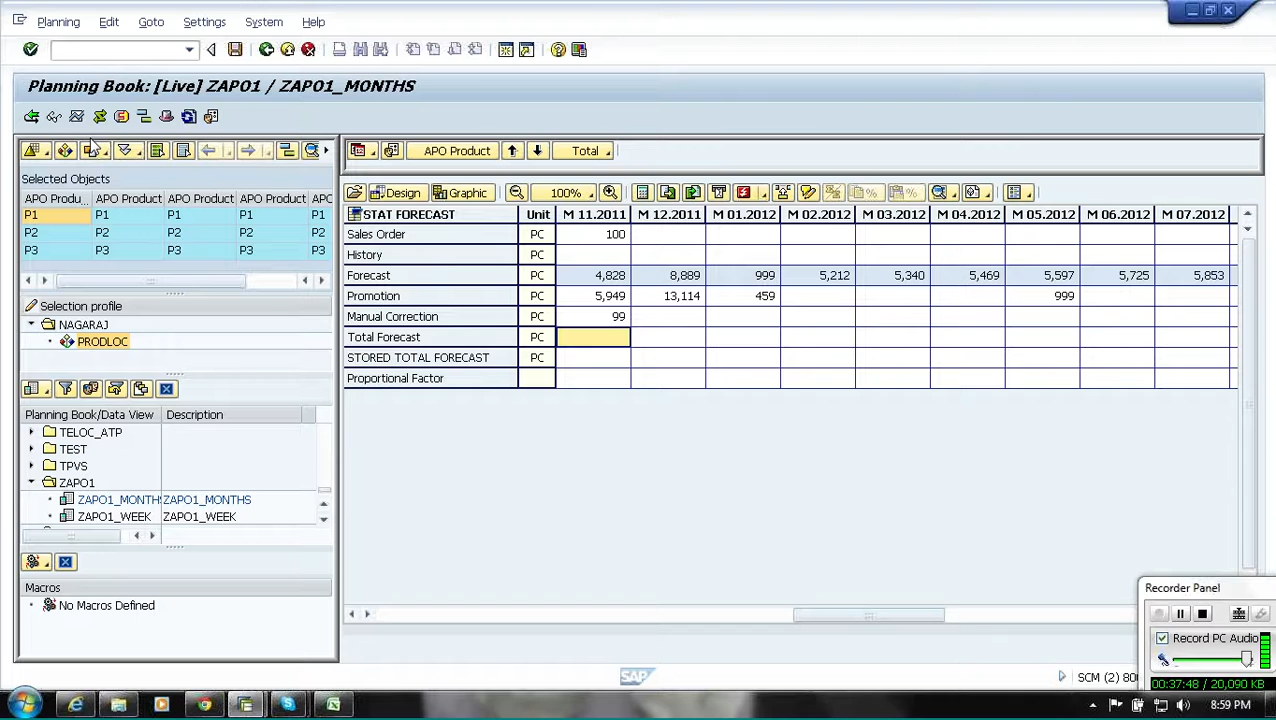 Planning Edit Goto Settings System Help
Planning Book: [Live] ZAPO1 / ZAPO1_MONTHS
APO Product Total
Selected Objects
APO Produ... APO Product APO Product APO Product AP
P1 P1 P1 P1 P1
P2 P2 P2 P2 P2
P3 P3 P3 P3 P3
Selection profile
NAGARAJ
PRODLOC
Planning Book/Data View Description
TELOC_ATP
TEST
TPVS
ZAPO1
ZAPO1_MONTH ZAPO1_MONTHS
ZAPO1_WEEK ZAPO1_WEEK
Macros
No Macros Defined
Design Graphic 100%
STAT FORECAST Unit M 11.2011 M 12.2011 M 01.2012 M 02.2012 M 03.2012 M 04.2012 M 05.2012 M 06.2012 M 07.2012
Sales Order PC 100
History PC
Forecast PC 4,828 8,889 999 5,212 5,340 5,469 5,597 5,725 5,853
Promotion PC 5,949 13,114 459 999
Manual Correction PC 99
Total Forecast PC
STORED TOTAL FORECAST PC
Proportional Factor
Recorder Panel
Record PC Audio
00:37:48 / 20,090 KB
SAP
SCM (2) 80
8:59 PM